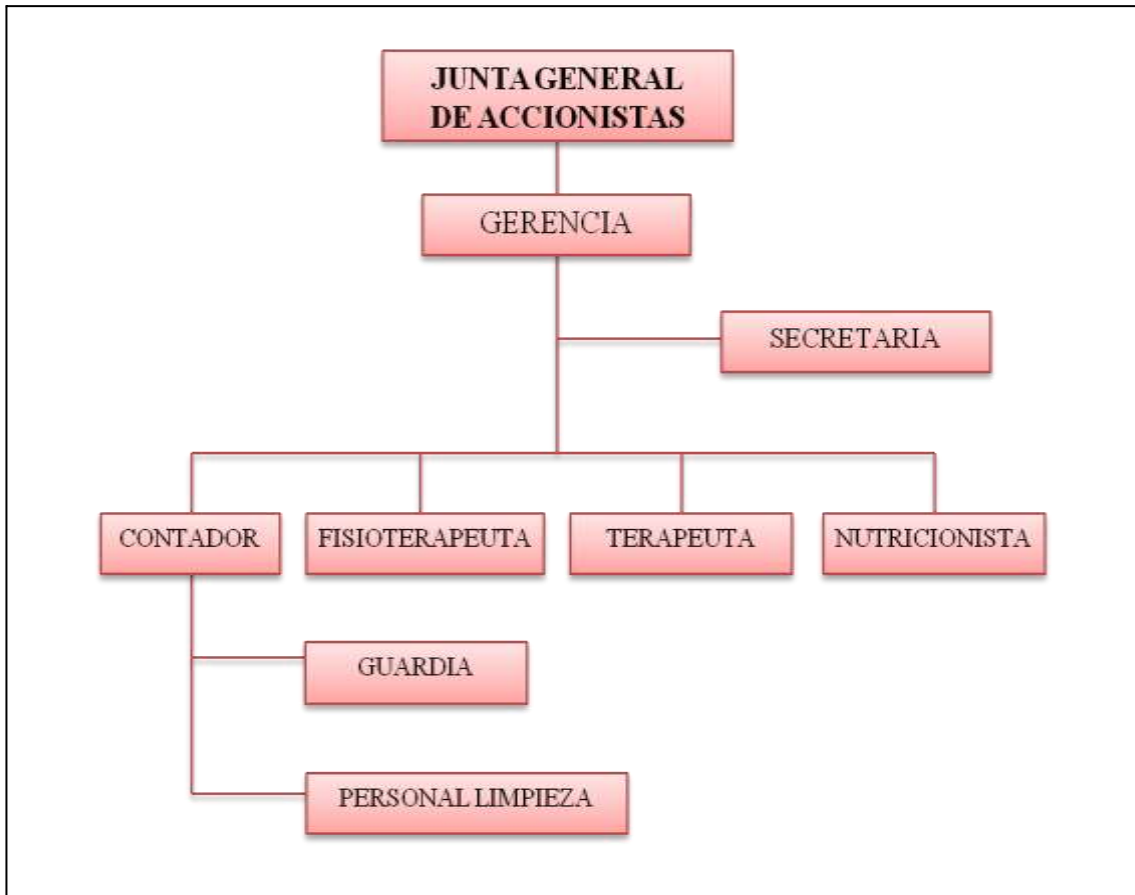 JUNTA GENERAL
DE ACCIONISTAS
GERENCIA
SECRETARIA
CONTADOR
FISIOTERAPEUTA
TERAPEUTA
NUTRICIONISTA
GUARDIA
PERSONAL LIMPIEZA